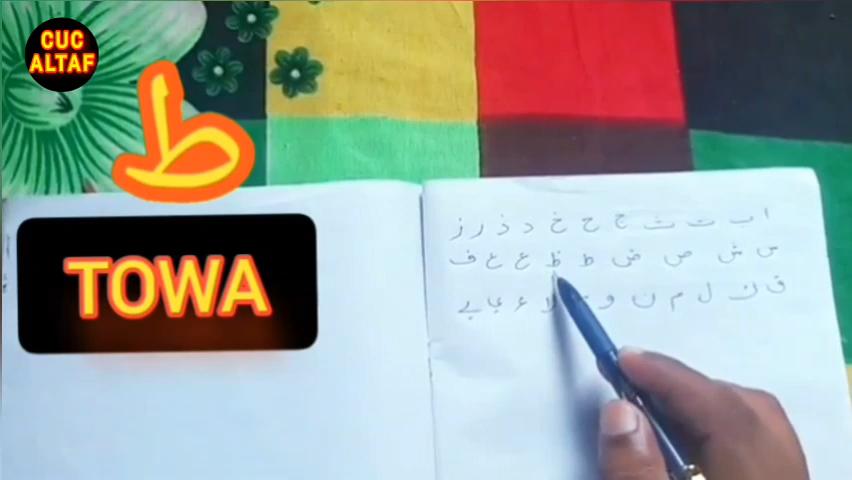 CUC
ALTAF
ط
TOWA
ا ب ت ث ج ح خ د ذ ر ز
س ش ص ض ط ظ ع غ ف
ق ك ل م ن و ه لا ء ي ے